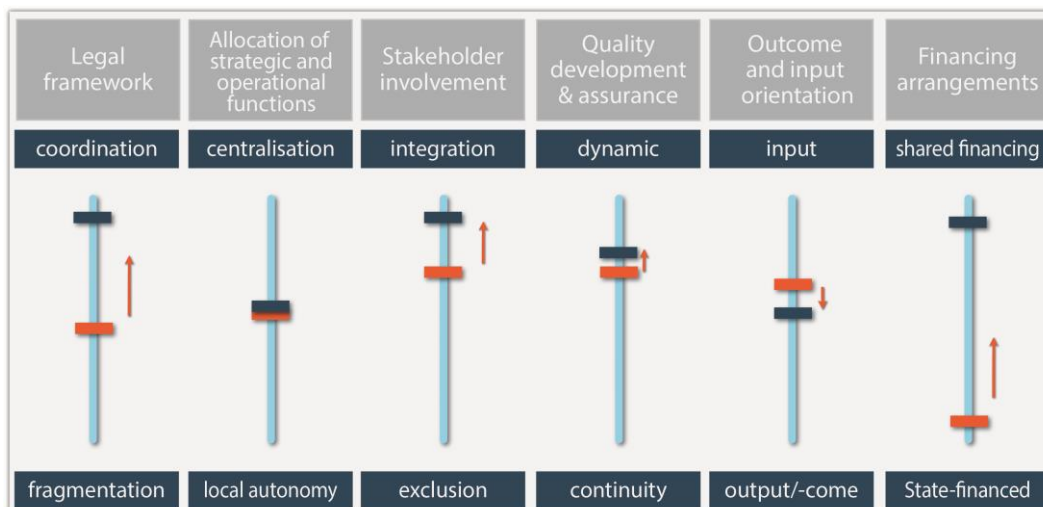 Legal
framework
Allocation of
strategic and
operational
functions
Stakeholder
involvement
Quality
development
& assurance
Outcome
and input
orientation
Financing
arrangements
coordination
centralisation
integration
dynamic
input
shared financing
fragmentation
local autonomy
exclusion
continuity
output/-come
State-financed